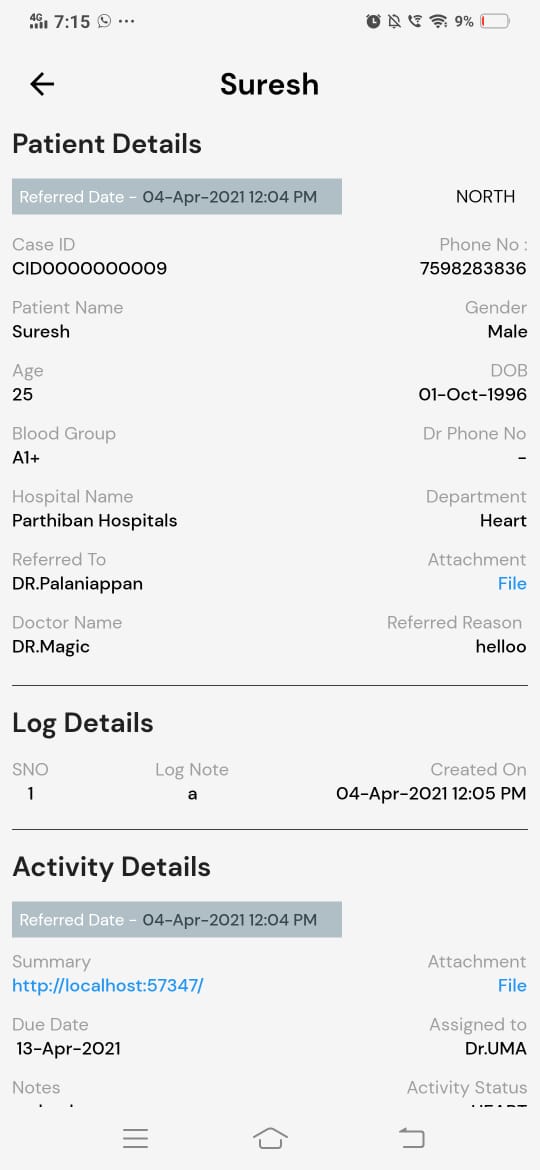 4G 7:15 ... 9%
Suresh
Patient Details
Referred Date - 04-Apr-2021 12:04 PM NORTH
Case ID Phone No :
CID0000000009 7598283836
Patient Name Gender
Suresh Male
Age DOB
25 01-Oct-1996
Blood Group Dr Phone No
A1+ -
Hospital Name Department
Parthiban Hospitals Heart
Referred To Attachment
DR.Palaniappan File
Doctor Name Referred Reason
DR.Magic helloo
Log Details
SNO Log Note Created On
1 a 04-Apr-2021 12:05 PM
Activity Details
Referred Date - 04-Apr-2021 12:04 PM
Summary Attachment
http://localhost:57347/ File
Due Date Assigned to
13-Apr-2021 Dr.UMA
Notes Activity Status
HEART